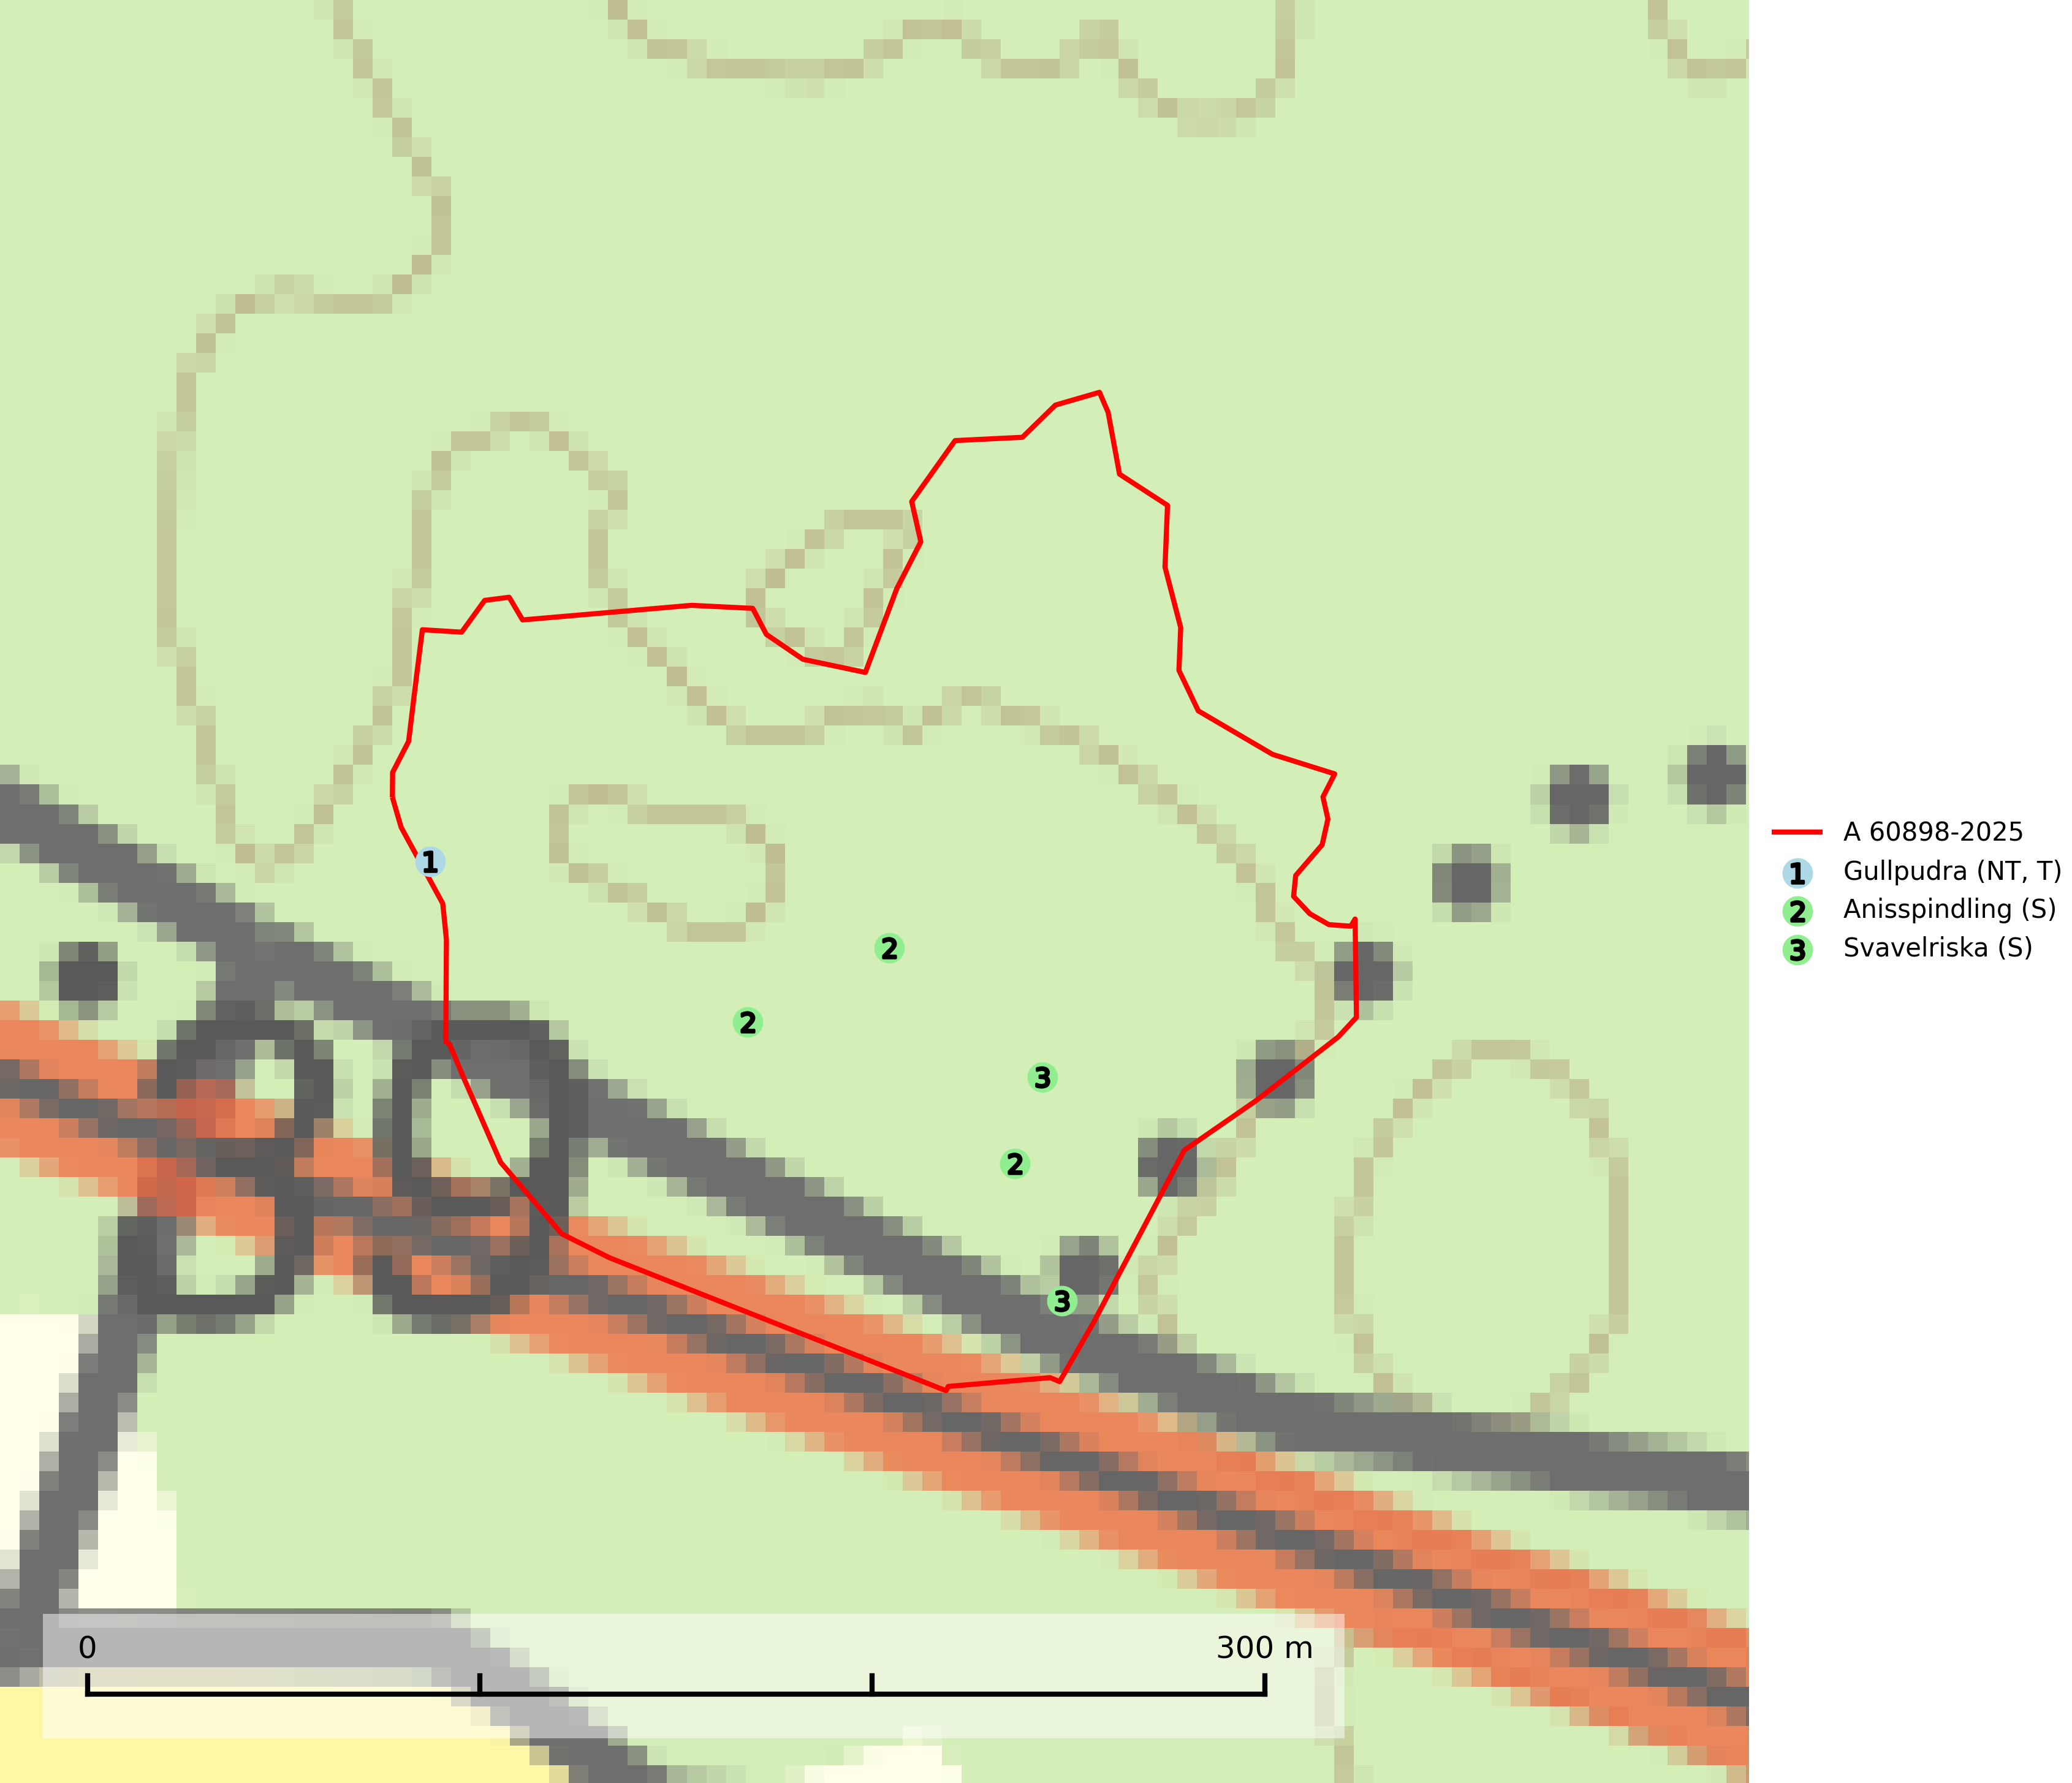 1
2
2
3
2
3
0 300 m
A 60898-2025
1 Gullpudra (NT, T)
2 Anisspindling (S)
3 Svavelriska (S)